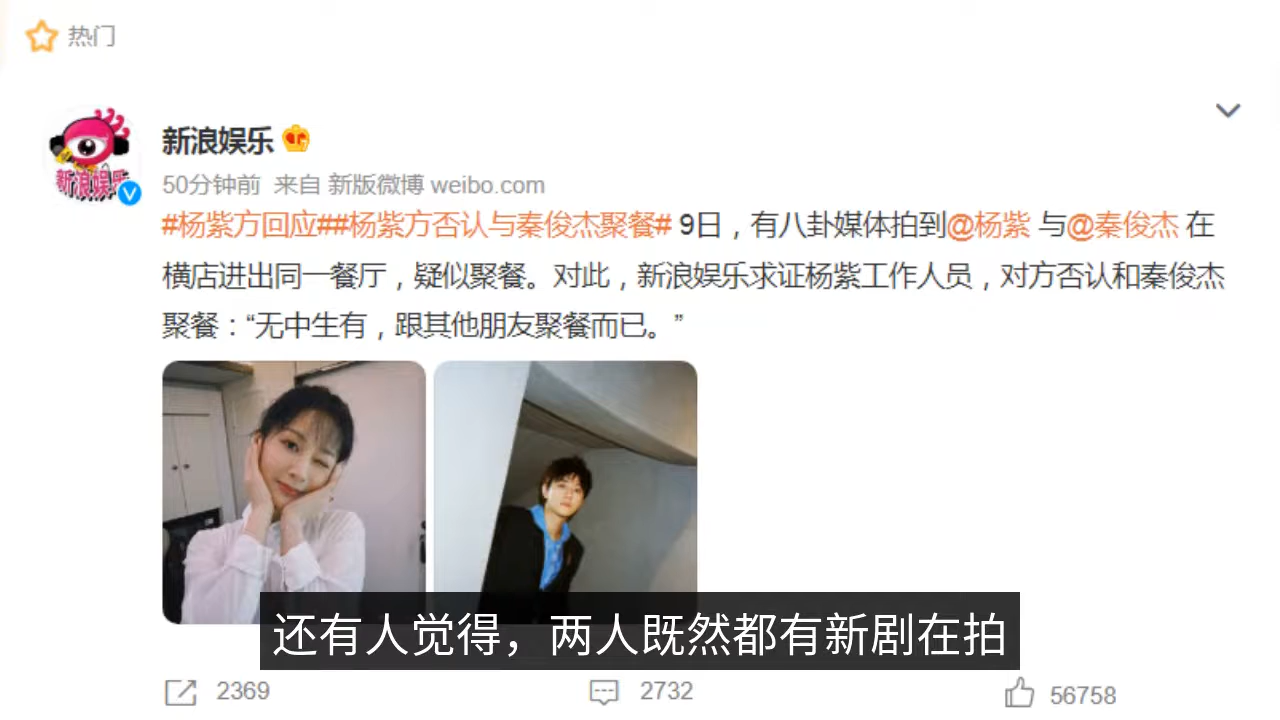 热门
新浪娱乐
新浪娱乐
50分钟前 来自 新版微博 weibo.com
#杨紫方回应##杨紫方否认与秦俊杰聚餐# 9日，有八卦媒体拍到@杨紫 与@秦俊杰 在
横店进出同一餐厅，疑似聚餐。对此，新浪娱乐求证杨紫工作人员，对方否认和秦俊杰
聚餐：“无中生有，跟其他朋友聚餐而已。”
还有人觉得，两人既然都有新剧在拍
2369
2732
56758